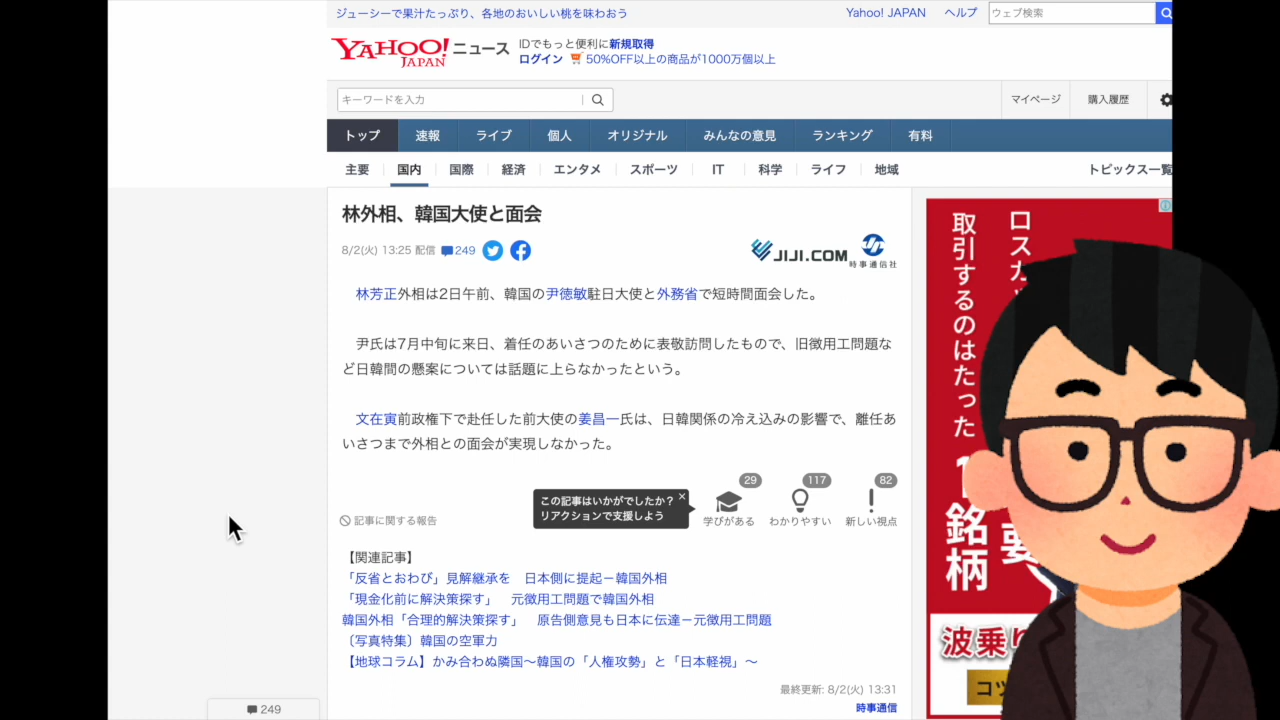 ジューシーで果汁たっぷり、各地のおいしい桃を味わおう
Yahoo! JAPAN ヘルプ ウェブ検索
YAHOO! JAPAN ニュース
IDでもっと便利に新規取得
ログイン 50%OFF以上の商品が1000万個以上
キーワードを入力
マイページ 購入履歴
トップ 速報 ライブ 個人 オリジナル みんなの意見 ランキング 有料
主要 国内 国際 経済 エンタメ スポーツ IT 科学 ライフ 地域 トピックス一覧
林外相、韓国大使と面会
8/2(火) 13:25 配信 249
JIJI.COM 時事通信社
林芳正外相は2日午前、韓国の尹徳敏駐日大使と外務省で短時間面会した。
尹氏は7月中旬に来日、着任のあいさつのために表敬訪問したもので、旧徴用工問題な
ど日韓間の懸案については話題に上らなかったという。
文在寅前政権下で赴任した前大使の姜昌一氏は、日韓関係の冷え込みの影響で、離任あ
いさつまで外相との面会が実現しなかった。
記事に関する報告
この記事はいかがでしたか?
リアクションで支援しよう
29 117 82
学びがある わかりやすい 新しい視点
【関連記事】
「反省とおわび」見解継承を 日本側に提起－韓国外相
「現金化前に解決策探す」 元徴用工問題で韓国外相
韓国外相「合理的解決策探す」 原告側意見も日本に伝達－元徴用工問題
〔写真特集〕韓国の空軍力
【地球コラム】かみ合わぬ隣国～韓国の「人権攻勢」と「日本軽視」～
最終更新: 8/2(火) 13:31
時事通信
249
口スカ
取引するのはたった
銘柄
要
波乗り
コツ